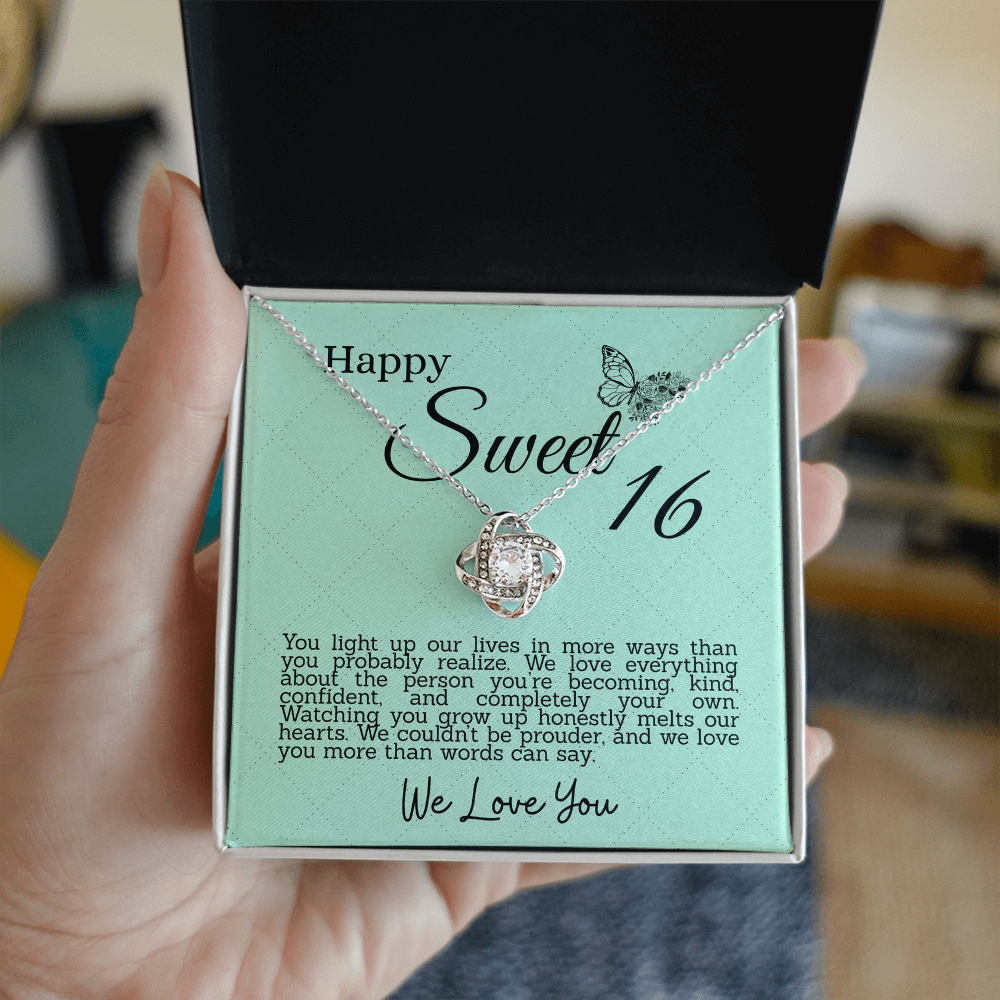 Happy
Sweet
16
You light up our lives in more ways than
you probably realize. We love everything
about the person you're becoming, kind,
confident, and completely your own.
Watching you grow up honestly melts our
hearts. We couldn't be prouder, and we love
you more than words can say.
We Love You